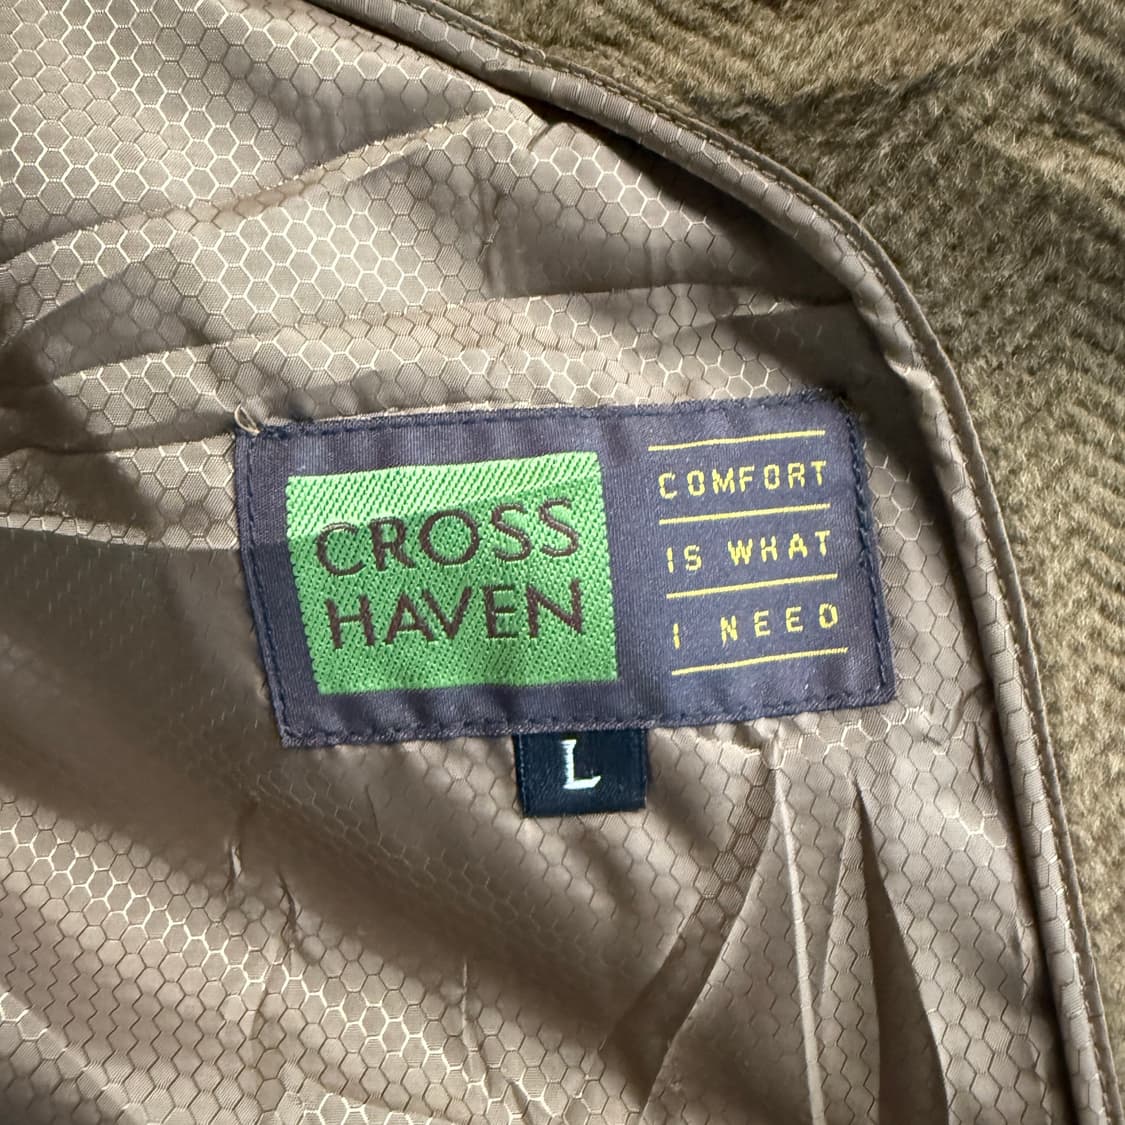 CROSS
HAVEN
COMFORT
IS WHAT
I NEED
L